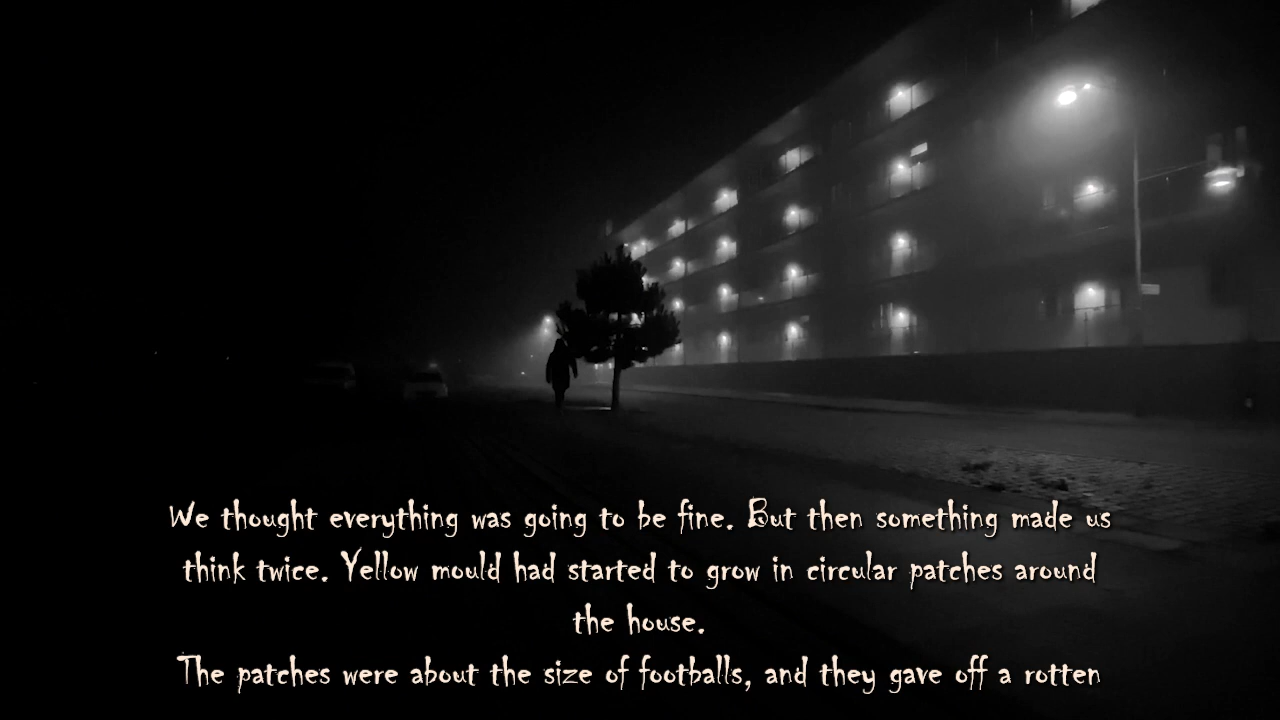 We thought everything was going to be fine. But then something made us
think twice. Yellow mould had started to grow in circular patches around
the house.
The patches were about the size of footballs, and they gave off a rotten